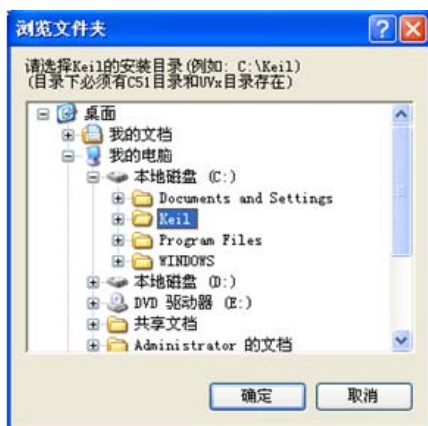 浏览文件夹
请选择Keil的安装目录(例如: C:\Keil)
(目录下必须有C51目录和UVx目录存在)
桌面
我的文档
我的电脑
本地磁盘 (C:)
Documents and Settings
Keil
Program Files
WINDOWS
本地磁盘 (D:)
DVD 驱动器 (E:)
共享文档
Administrator 的文档
确定 取消